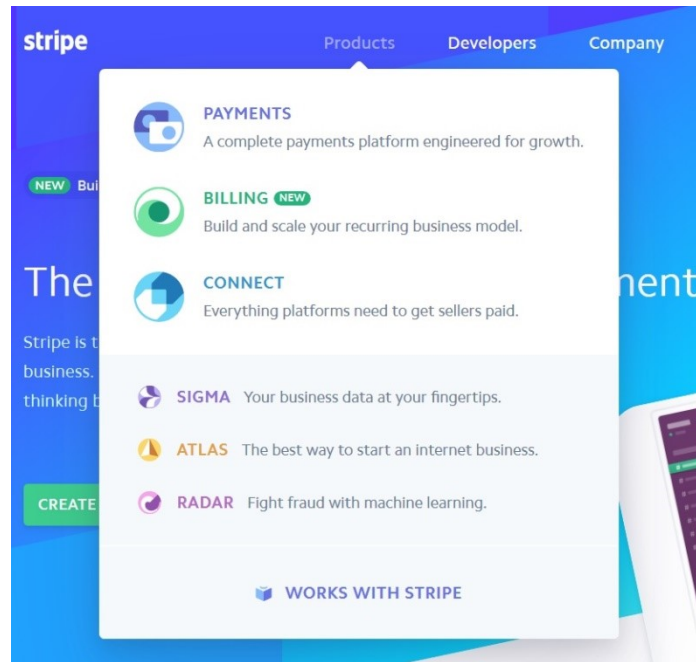 stripe
Products Developers Company
PAYMENTS
A complete payments platform engineered for growth.
NEW Bui
BILLING NEW
Build and scale your recurring business model.
The
CONNECT
Everything platforms need to get sellers paid.
Stripe is t
business.
thinking b
SIGMA Your business data at your fingertips.
ATLAS The best way to start an internet business.
RADAR Fight fraud with machine learning.
CREATE
WORKS WITH STRIPE